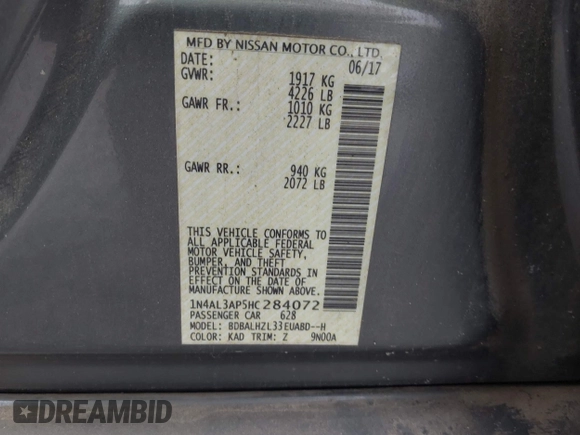 MFD BY NISSAN MOTOR CO., LTD.
DATE: 06/17
GVWR: 1917 KG
4226 LB
GAWR FR.: 1010 KG
2227 LB
GAWR RR.: 940 KG
2072 LB
THIS VEHICLE CONFORMS TO
ALL APPLICABLE FEDERAL
MOTOR VEHICLE SAFETY,
BUMPER, AND THEFT
PREVENTION STANDARDS IN
EFFECT ON THE DATE OF
MANUFACTURE SHOWN ABOVE.
1N4AL3AP5HC284072
PASSENGER CAR 628
MODEL: BDBALHZL33EUABD--H
COLOR: KAD TRIM: Z 9N00A
DREAMBID